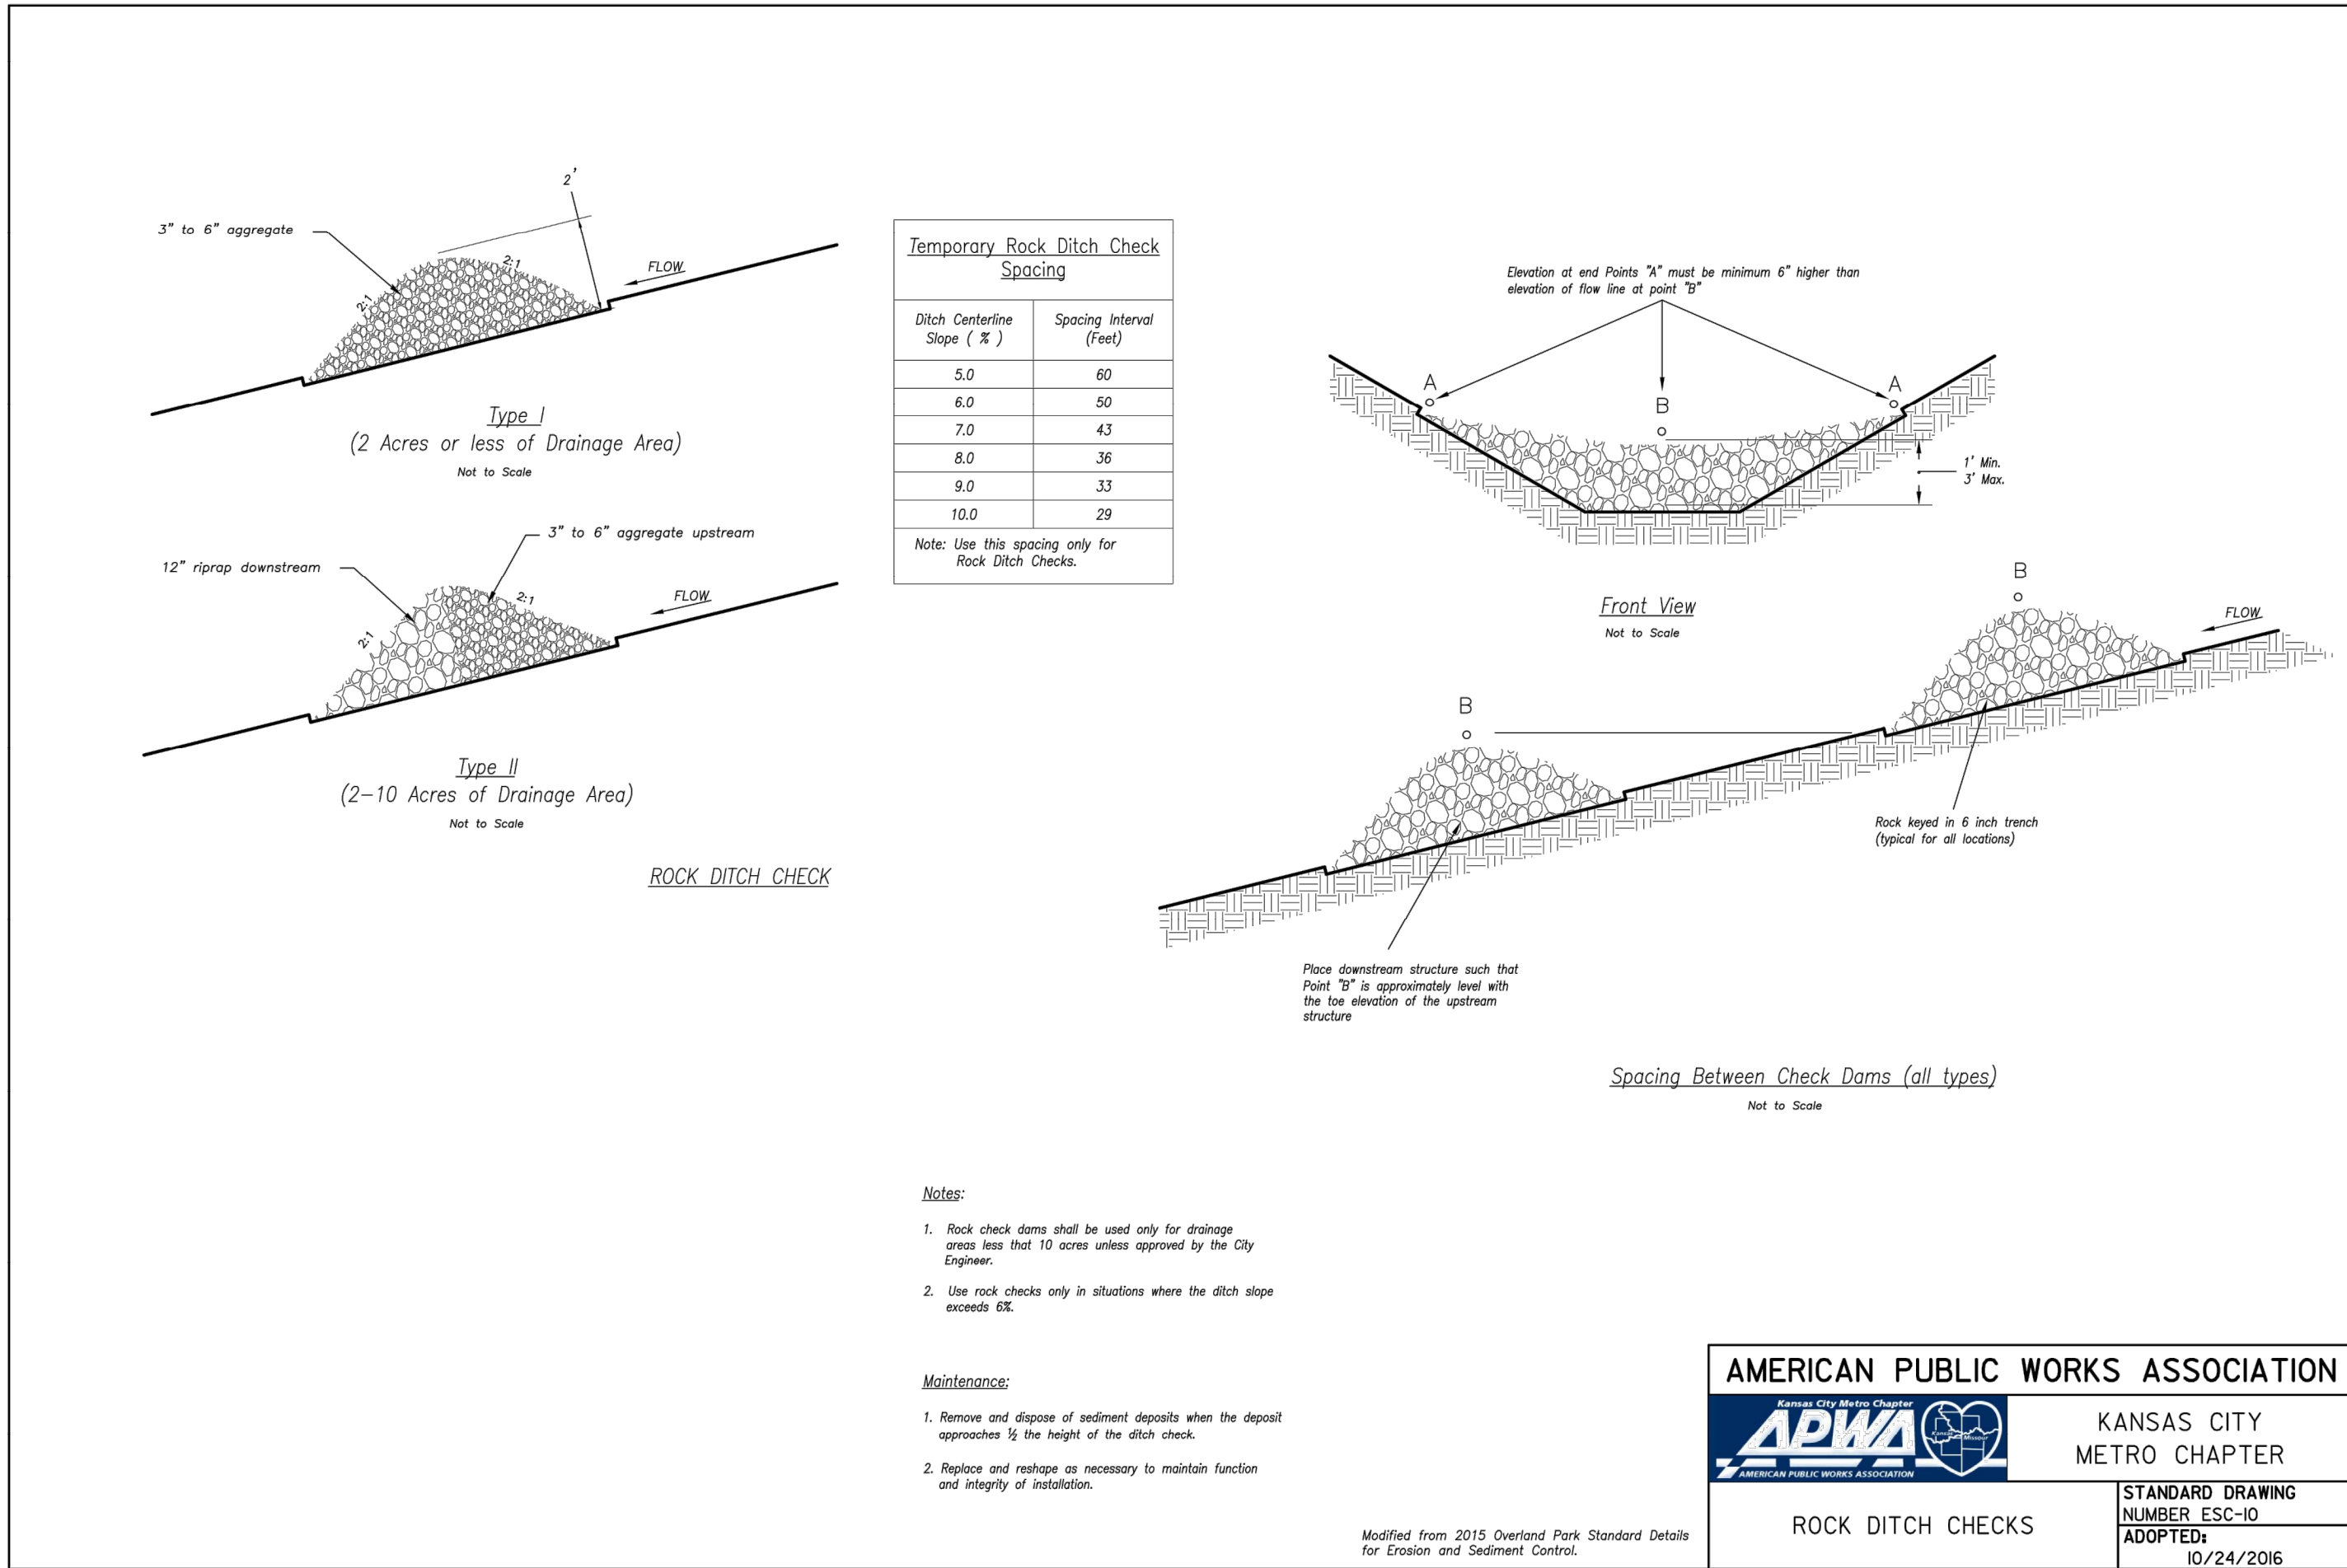 2'
3" to 6" aggregate
2:1
2:1
FLOW
Type I
(2 Acres or less of Drainage Area)
Not to Scale
3" to 6" aggregate upstream
12" riprap downstream
2:1
2:1
FLOW
Type II
(2-10 Acres of Drainage Area)
Not to Scale
ROCK DITCH CHECK
Temporary Rock Ditch Check
Spacing
Ditch Centerline
Slope ( % )
Spacing Interval
(Feet)
5.0 60
6.0 50
7.0 43
8.0 36
9.0 33
10.0 29
Note: Use this spacing only for
Rock Ditch Checks.
Elevation at end Points "A" must be minimum 6" higher than
elevation of flow line at point "B"
A
B
A
1' Min.
3' Max.
Front View
Not to Scale
B
FLOW
B
Rock keyed in 6 inch trench
(typical for all locations)
Place downstream structure such that
Point "B" is approximately level with
the toe elevation of the upstream
structure
Spacing Between Check Dams (all types)
Not to Scale
Notes:
1. Rock check dams shall be used only for drainage
areas less that 10 acres unless approved by the City
Engineer.
2. Use rock checks only in situations where the ditch slope
exceeds 6%.
Maintenance:
1. Remove and dispose of sediment deposits when the deposit
approaches ½ the height of the ditch check.
2. Replace and reshape as necessary to maintain function
and integrity of installation.
Modified from 2015 Overland Park Standard Details
for Erosion and Sediment Control.
AMERICAN PUBLIC WORKS ASSOCIATION
Kansas City Metro Chapter
APWA
Kansas Missouri
AMERICAN PUBLIC WORKS ASSOCIATION
KANSAS CITY
METRO CHAPTER
ROCK DITCH CHECKS
STANDARD DRAWING
NUMBER ESC-10
ADOPTED:
10/24/2016